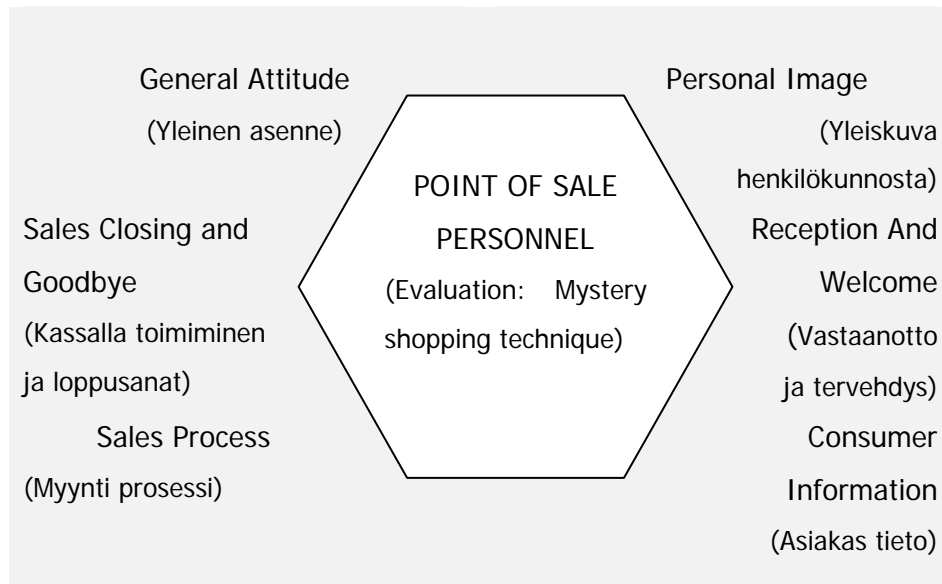 General Attitude
(Yleinen asenne)
Personal Image
(Yleiskuva
henkilökunnosta)
POINT OF SALE
PERSONNEL
(Evaluation: Mystery
shopping technique)
Sales Closing and
Goodbye
(Kassalla toimiminen
ja loppusanat)
Reception And
Welcome
(Vastaanotto
ja tervehdys)
Sales Process
(Myynti prosessi)
Consumer
Information
(Asiakas tieto)